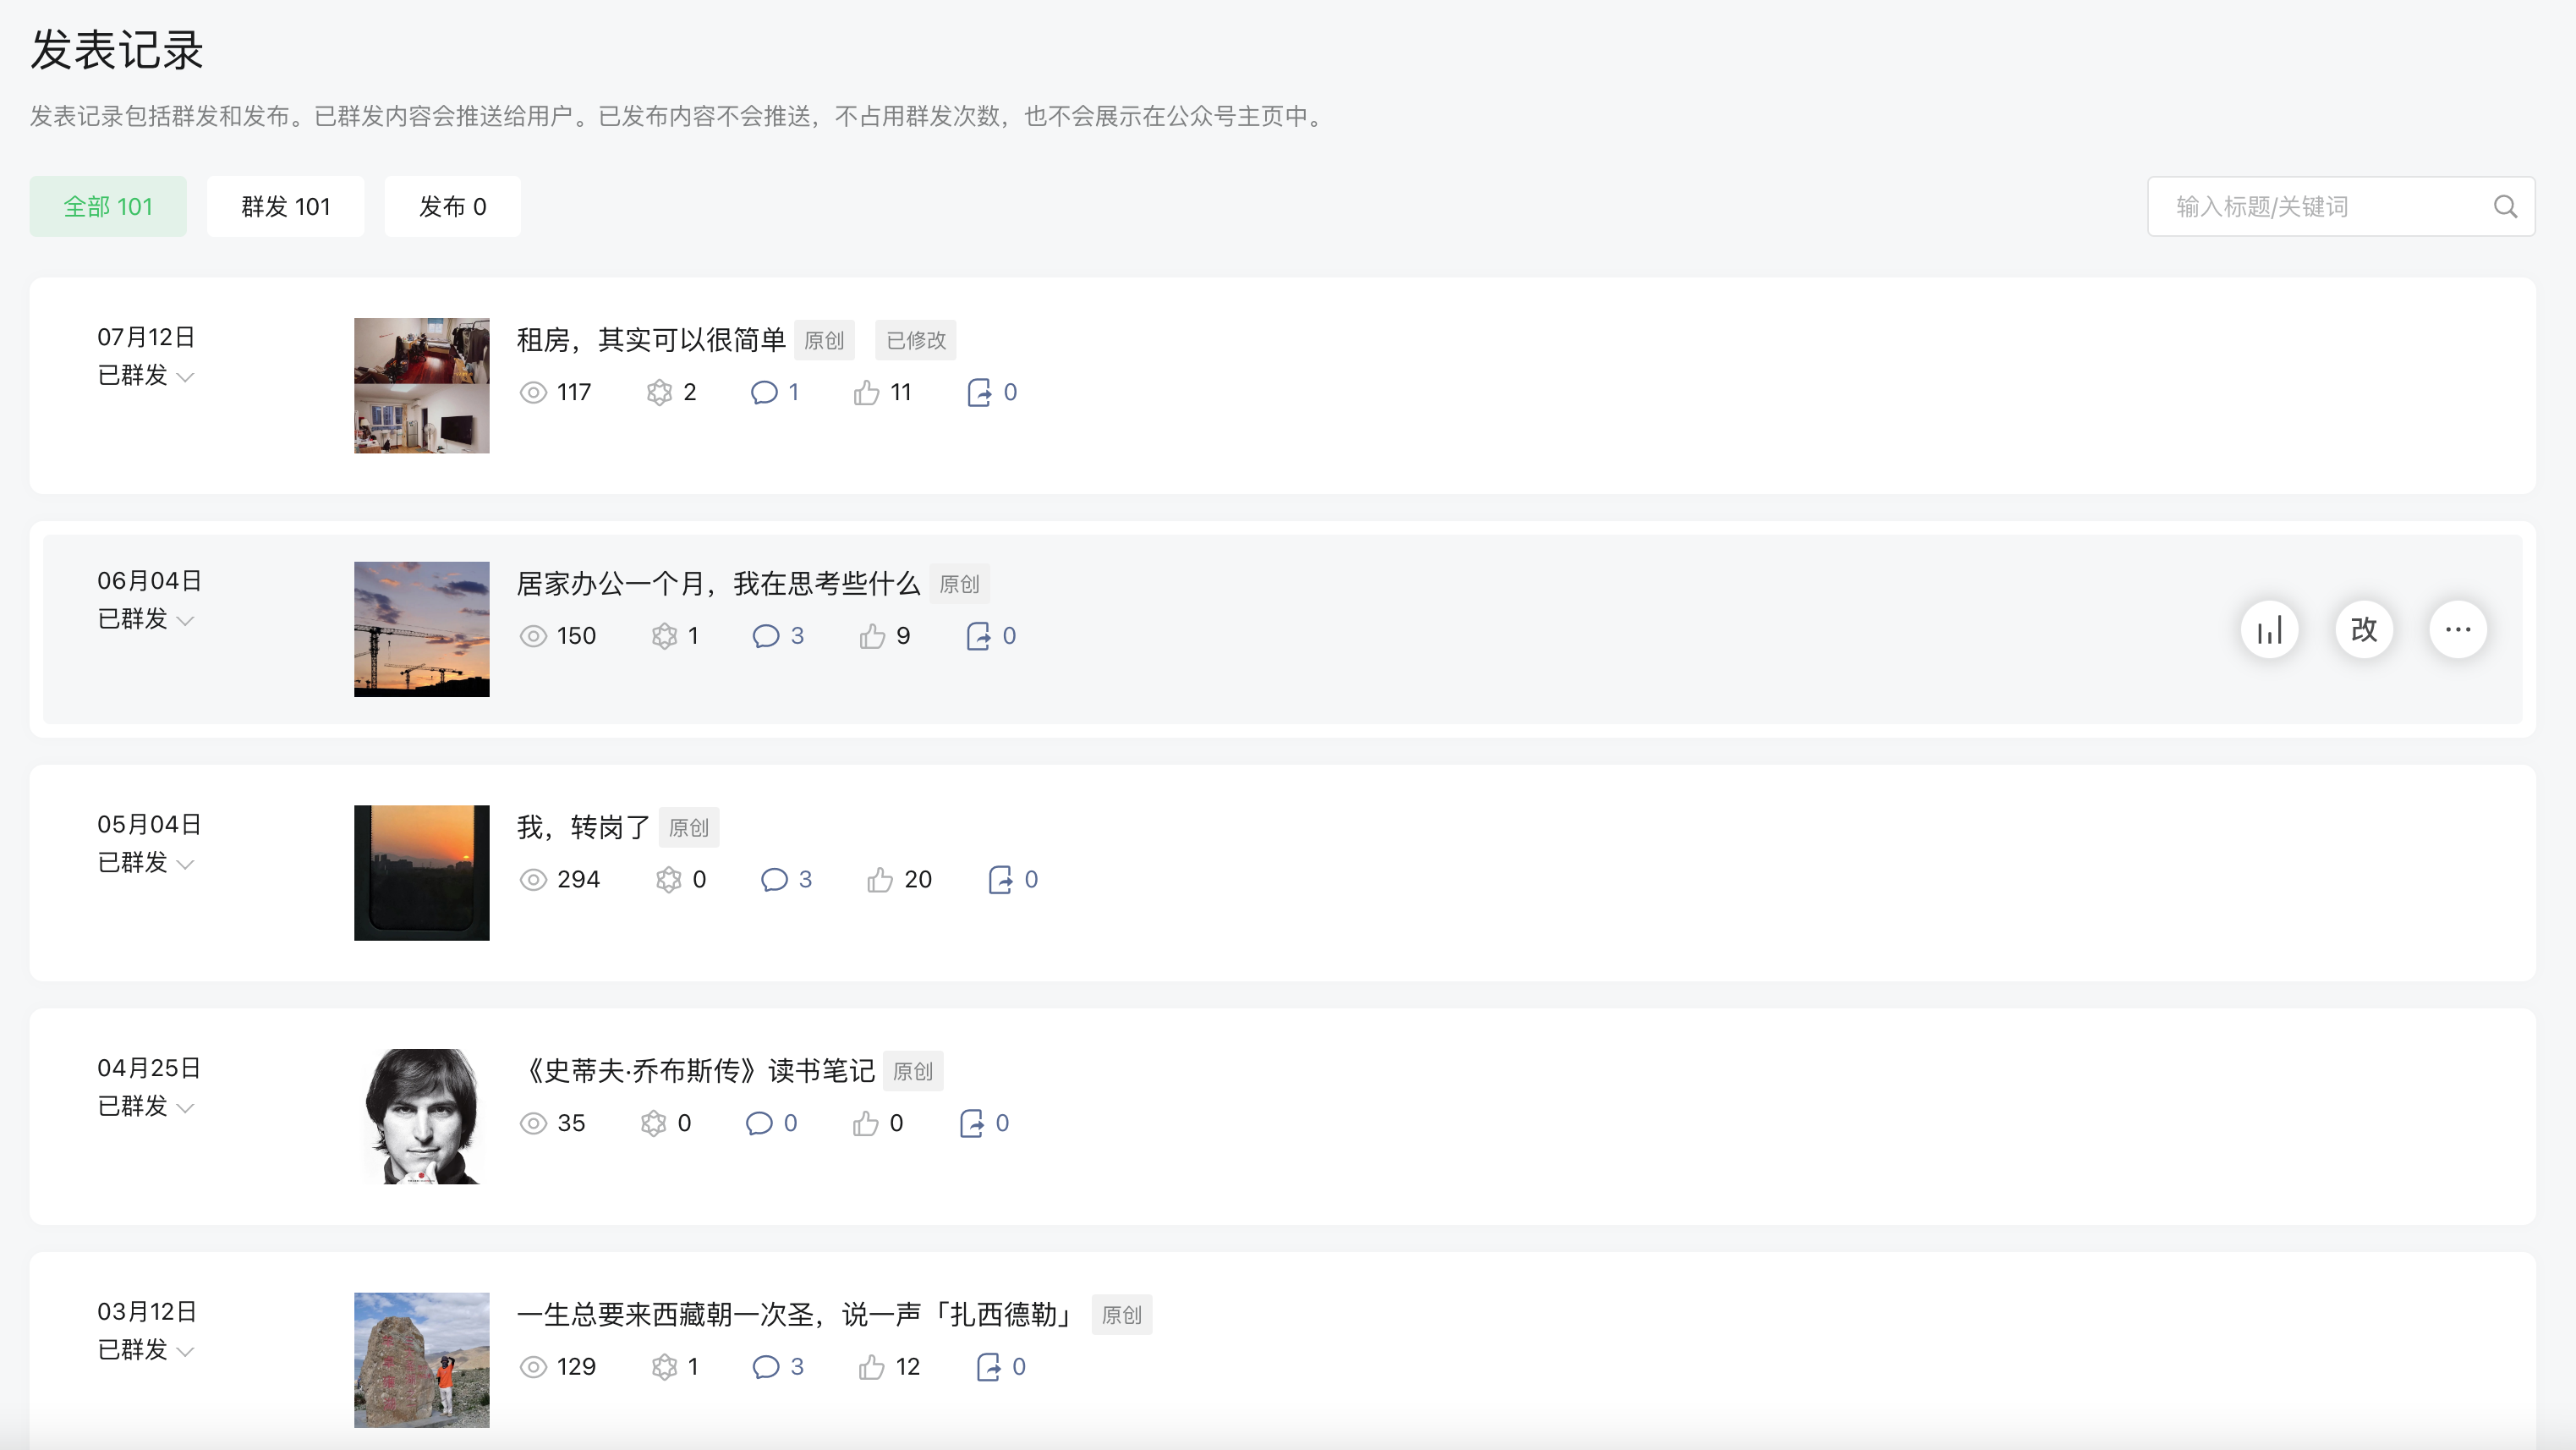 发表记录
发表记录包括群发和发布。已群发内容会推送给用户。已发布内容不会推送，不占用群发次数，也不会展示在公众号主页中。
全部 101 群发 101 发布 0 输入标题/关键词
07月12日
已群发
租房，其实可以很简单 原创 已修改
117 2 1 11 0
06月04日
已群发
居家办公一个月，我在思考些什么 原创
150 1 3 9 0
改
05月04日
已群发
我，转岗了 原创
294 0 3 20 0
04月25日
已群发
《史蒂夫·乔布斯传》读书笔记 原创
35 0 0 0 0
03月12日
已群发
一生总要来西藏朝一次圣，说一声「扎西德勒」 原创
129 1 3 12 0